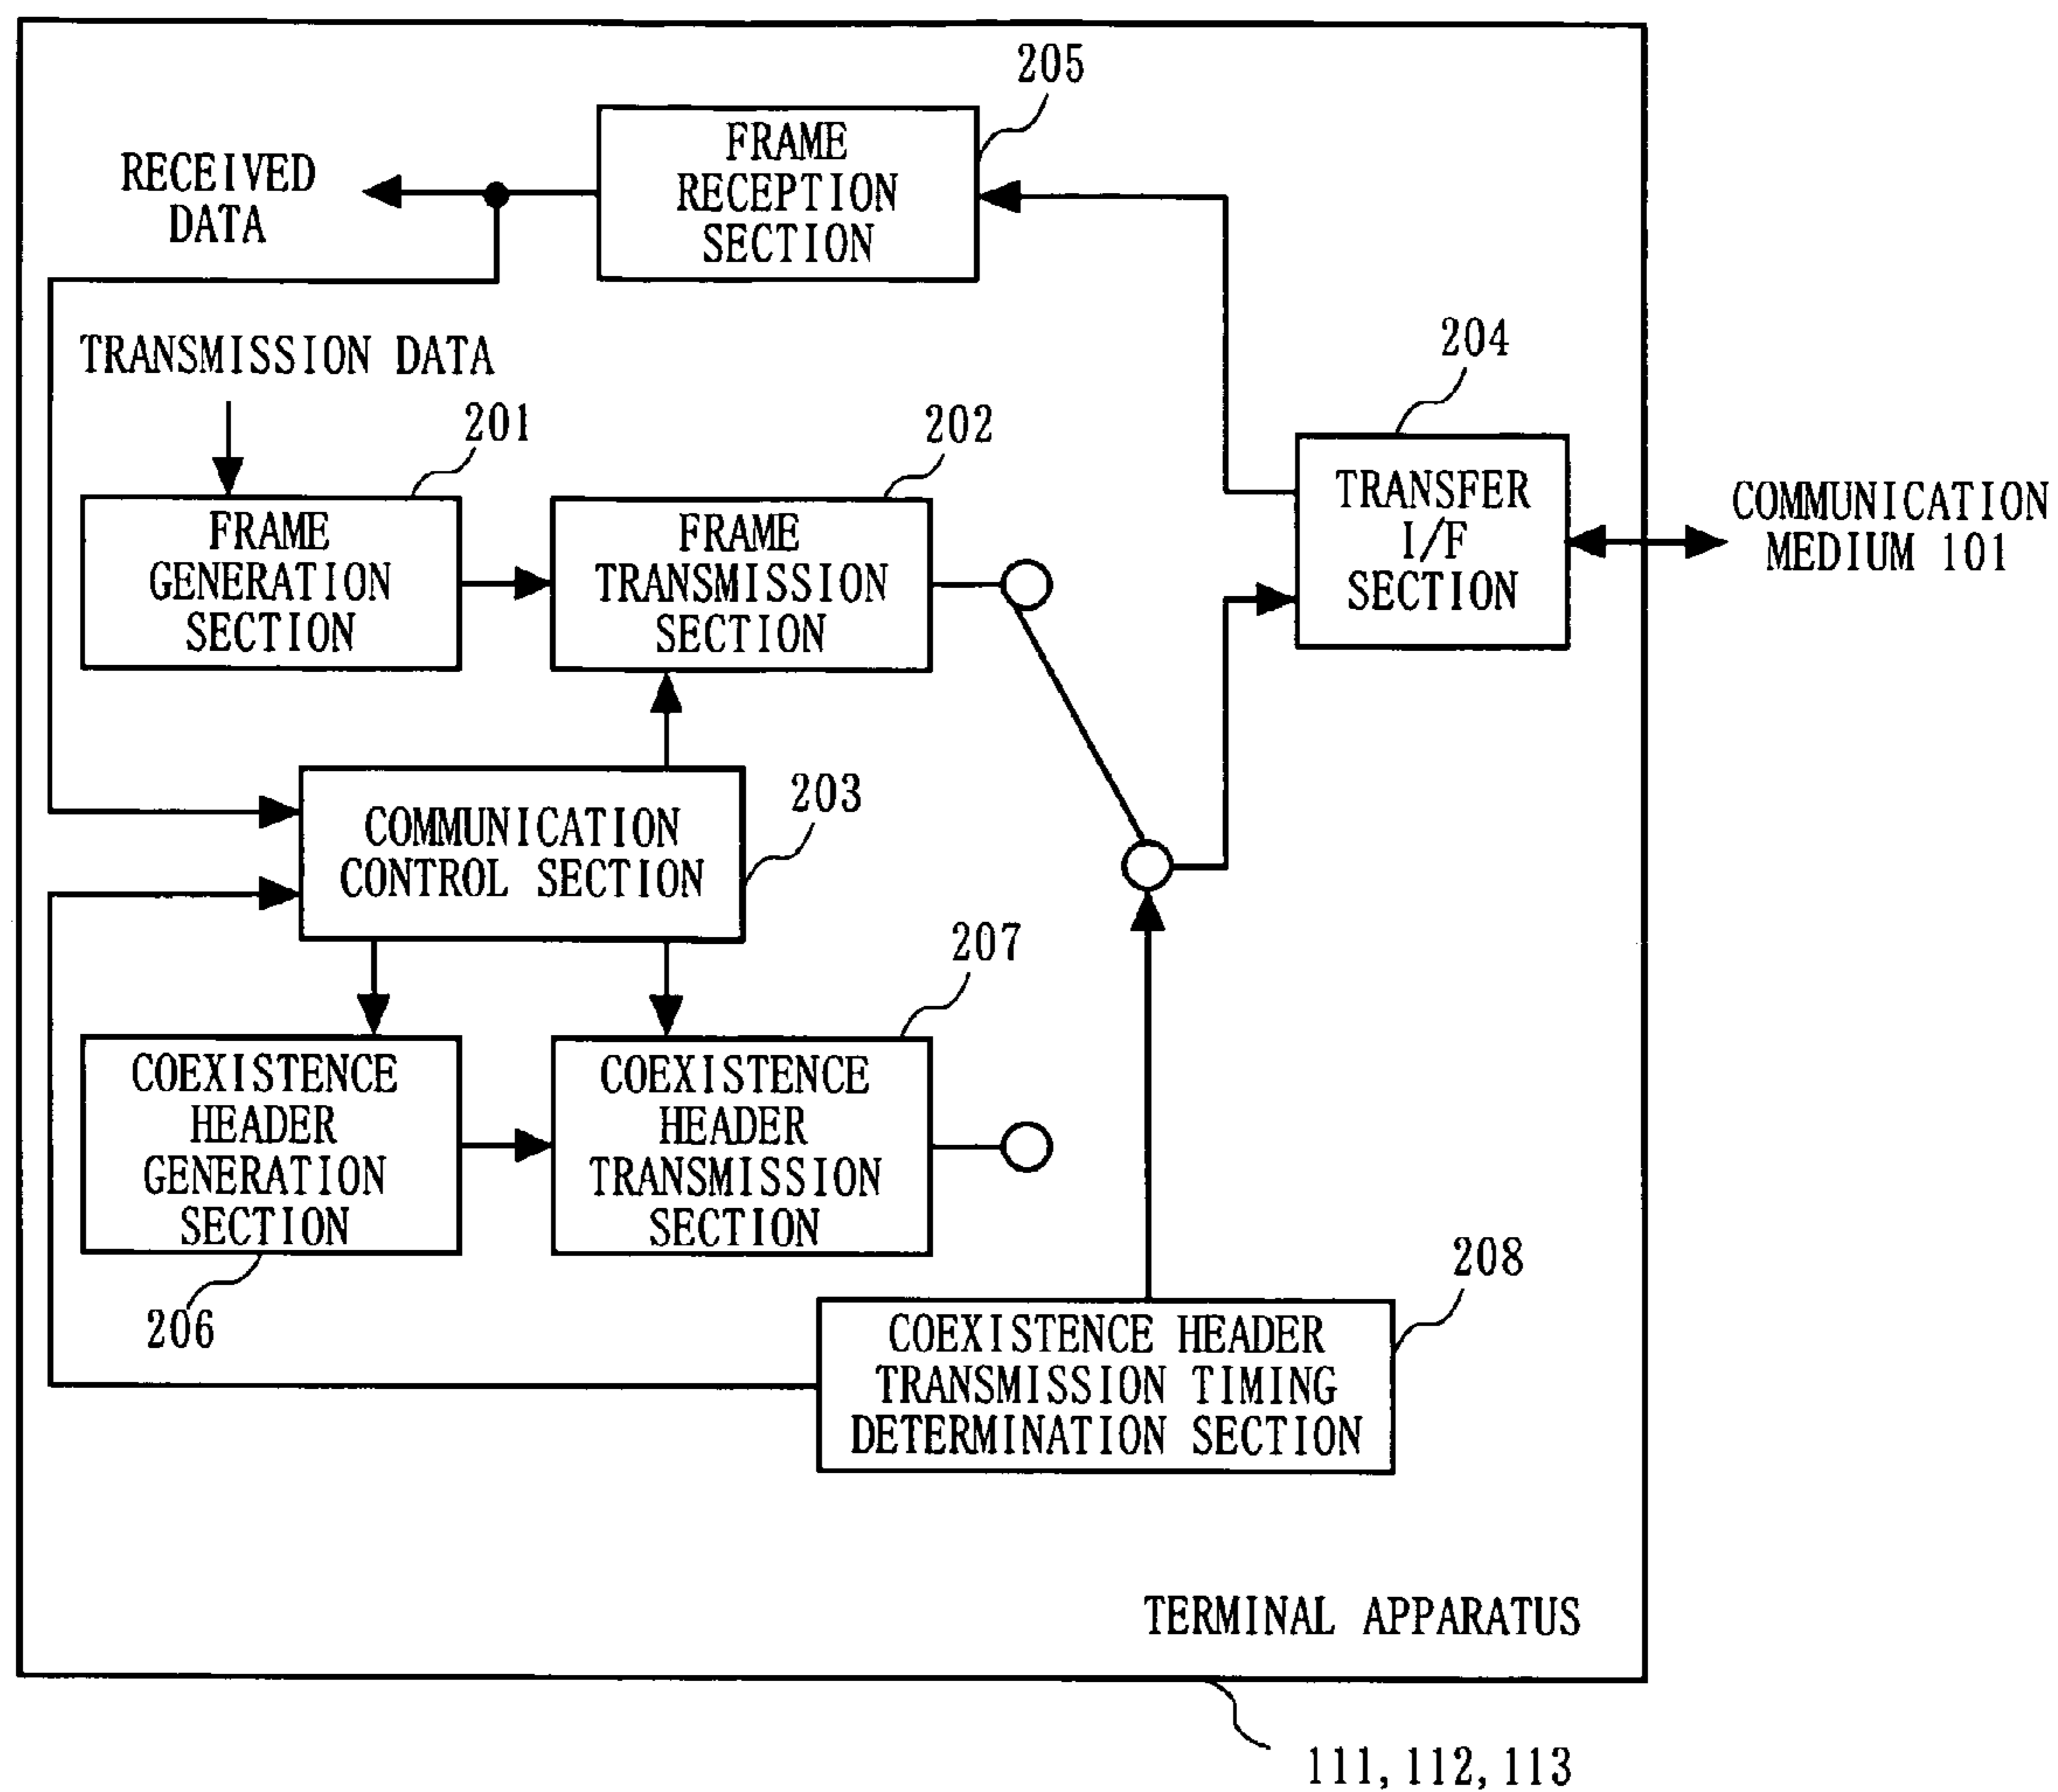 205
FRAME
RECEPTION
SECTION
RECEIVED
DATA
TRANSMISSION DATA
204
201
202
TRANSFER
I/F
SECTION
COMMUNICATION
MEDIUM 101
FRAME
GENERATION
SECTION
FRAME
TRANSMISSION
SECTION
203
COMMUNICATION
CONTROL SECTION
207
COEXISTENCE
HEADER
GENERATION
SECTION
COEXISTENCE
HEADER
TRANSMISSION
SECTION
206
208
COEXISTENCE HEADER
TRANSMISSION TIMING
DETERMINATION SECTION
TERMINAL APPARATUS
111, 112, 113